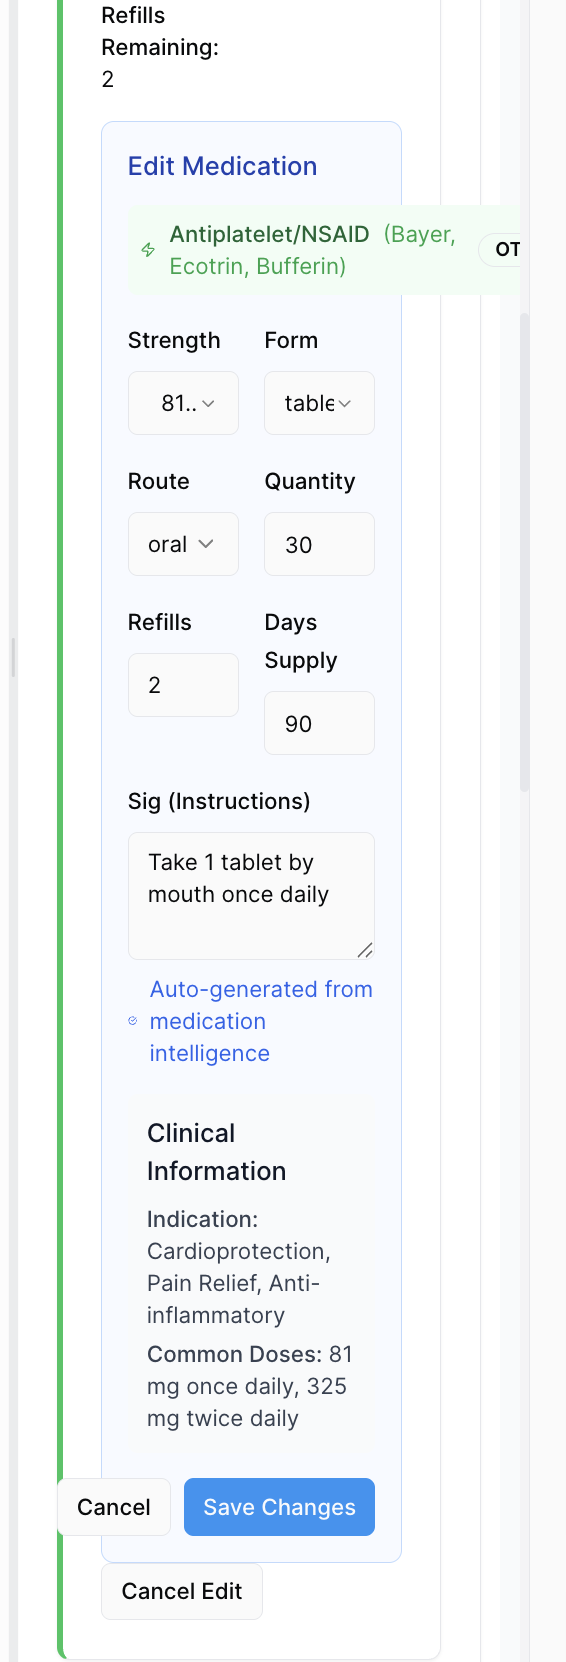 Refills
Remaining:
2
Edit Medication
Antiplatelet/NSAID (Bayer,
Ecotrin, Bufferin)
OT
Strength
Form
81..
table
Route
Quantity
oral
30
Refills
Days
Supply
2
90
Sig (Instructions)
Take 1 tablet by
mouth once daily
Auto-generated from
medication
intelligence
Clinical
Information
Indication:
Cardioprotection,
Pain Relief, Anti-
inflammatory
Common Doses: 81
mg once daily, 325
mg twice daily
Cancel
Save Changes
Cancel Edit